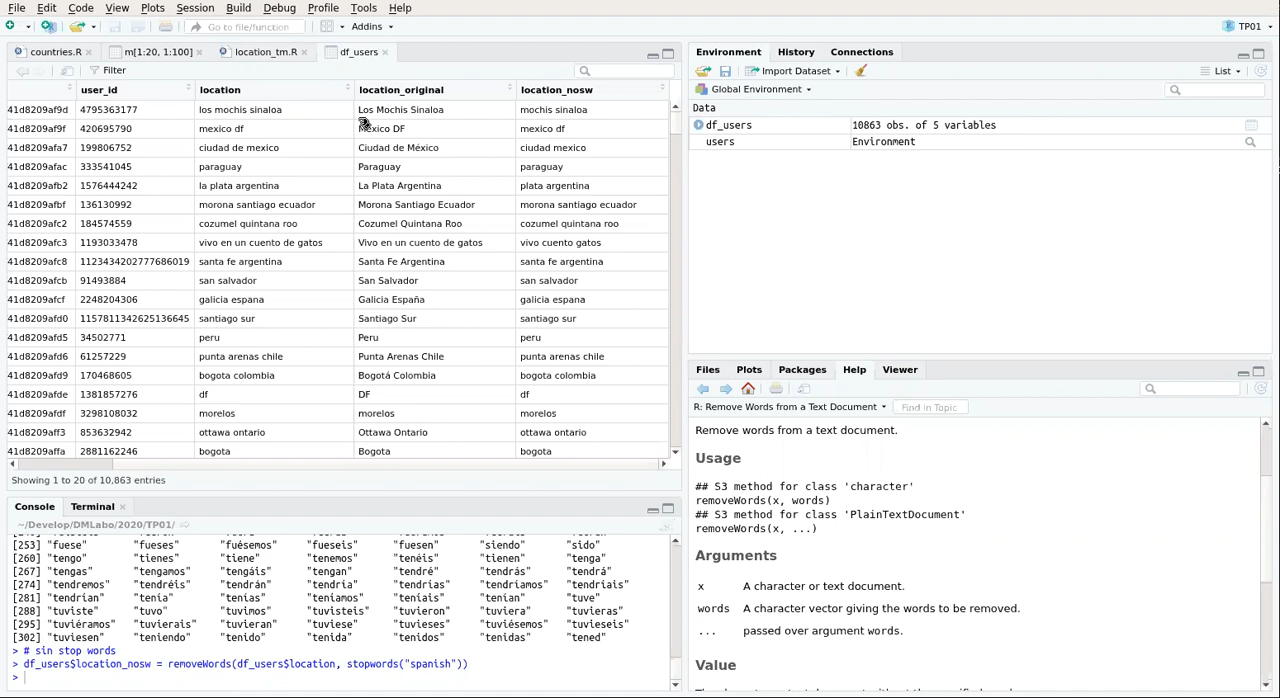 File Edit Code View Plots Session Build Debug Profile Tools Help
Go to file/function Addins TP01
countries.R m[1:20, 1:100] location_tm.R df_users
Filter
user_id location location_original location_nosw
41d8209af9d 4795363177 los mochis sinaloa Los Mochis Sinaloa mochis sinaloa
41d8209af9f 420695790 mexico df Mexico DF mexico df
41d8209afa7 199806752 ciudad de mexico Ciudad de México ciudad mexico
41d8209afac 333541045 paraguay Paraguay paraguay
41d8209afb2 1576444242 la plata argentina La Plata Argentina plata argentina
41d8209afbf 136130992 morona santiago ecuador Morona Santiago Ecuador morona santiago ecuador
41d8209afc2 184574559 cozumel quintana roo Cozumel Quintana Roo cozumel quintana roo
41d8209afc3 1193033478 vivo en un cuento de gatos Vivo en un cuento de gatos vivo cuento gatos
41d8209afc8 1123434202777686019 santa fe argentina Santa Fe Argentina santa fe argentina
41d8209afcb 91493884 san salvador San Salvador san salvador
41d8209afcf 2248204306 galicia espana Galicia España galicia espana
41d8209afd0 1157811342625136645 santiago sur Santiago Sur santiago sur
41d8209afd5 34502771 peru Peru peru
41d8209afd6 61257229 punta arenas chile Punta Arenas Chile punta arenas chile
41d8209afd9 170468605 bogota colombia Bogotá Colombia bogota colombia
41d8209afde 1381857276 df DF df
41d8209afdf 3298108032 morelos morelos morelos
41d8209aff3 853632942 ottawa ontario Ottawa Ontario ottawa ontario
41d8209affa 2881162246 bogota Bogota bogota
Showing 1 to 20 of 10,863 entries
Console Terminal
~/Develop/DMLabo/2020/TP01/
[253] "fuese" "fueses" "fuésemos" "fueseis" "fuesen" "siendo" "sido"
[260] "tengo" "tienes" "tiene" "tenemos" "tenéis" "tienen" "tenga"
[267] "tengas" "tengamos" "tengáis" "tengan" "tendré" "tendrás" "tendrá"
[274] "tendremos" "tendréis" "tendrán" "tendría" "tendrías" "tendríamos" "tendríais"
[281] "tendrían" "tenía" "tenías" "teníamos" "teníais" "tenían" "tuve"
[288] "tuviste" "tuvo" "tuvimos" "tuvisteis" "tuvieron" "tuviera" "tuvieras"
[295] "tuviéramos" "tuvierais" "tuvieran" "tuviese" "tuvieses" "tuviésemos" "tuvieseis"
[302] "tuviesen" "teniendo" "tenido" "tenida" "tenidos" "tenidas" "tened"
> # sin stop words
> df_users$location_nosw = removeWords(df_users$location, stopwords("spanish"))
>
Environment History Connections
Import Dataset List
Global Environment
Data
df_users 10863 obs. of 5 variables
users Environment
Files Plots Packages Help Viewer
R: Remove Words from a Text Document Find in Topic
Remove words from a text document.
Usage
## S3 method for class 'character'
removeWords(x, words)
## S3 method for class 'PlainTextDocument'
removeWords(x, ...)
Arguments
x A character or text document.
words A character vector giving the words to be removed.
... passed over argument words.
Value